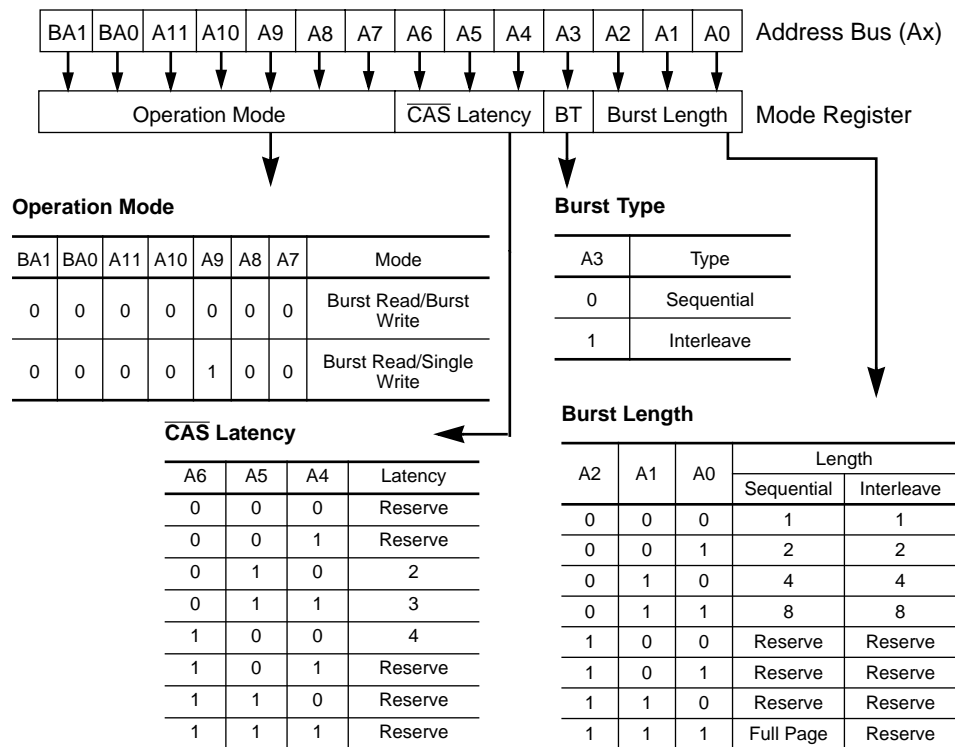 BA1 BA0 A11 A10 A9 A8 A7 A6 A5 A4 A3 A2 A1 A0 Address Bus (Ax)
Operation Mode CAS Latency BT Burst Length Mode Register
Operation Mode
BA1 BA0 A11 A10 A9 A8 A7 Mode
0 0 0 0 0 0 0 Burst Read/Burst
Write
0 0 0 0 1 0 0 Burst Read/Single
Write
Burst Type
A3 Type
0 Sequential
1 Interleave
CAS Latency
A6 A5 A4 Latency
0 0 0 Reserve
0 0 1 Reserve
0 1 0 2
0 1 1 3
1 0 0 4
1 0 1 Reserve
1 1 0 Reserve
1 1 1 Reserve
Burst Length
A2 A1 A0 Length
Sequential Interleave
0 0 0 1 1
0 0 1 2 2
0 1 0 4 4
0 1 1 8 8
1 0 0 Reserve Reserve
1 0 1 Reserve Reserve
1 1 0 Reserve Reserve
1 1 1 Full Page Reserve